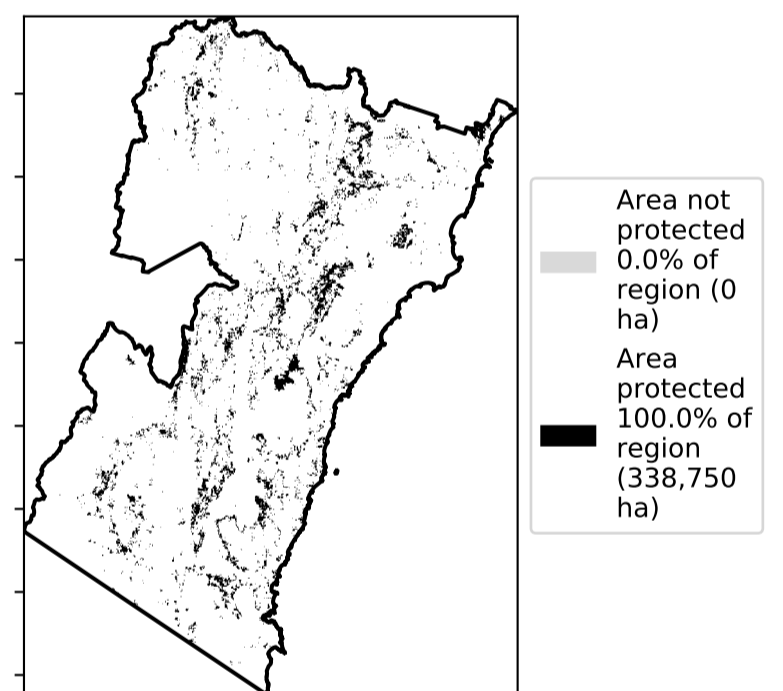 Area not
protected
0.0% of
region (0
ha)
Area
protected
100.0% of
region
(338,750
ha)